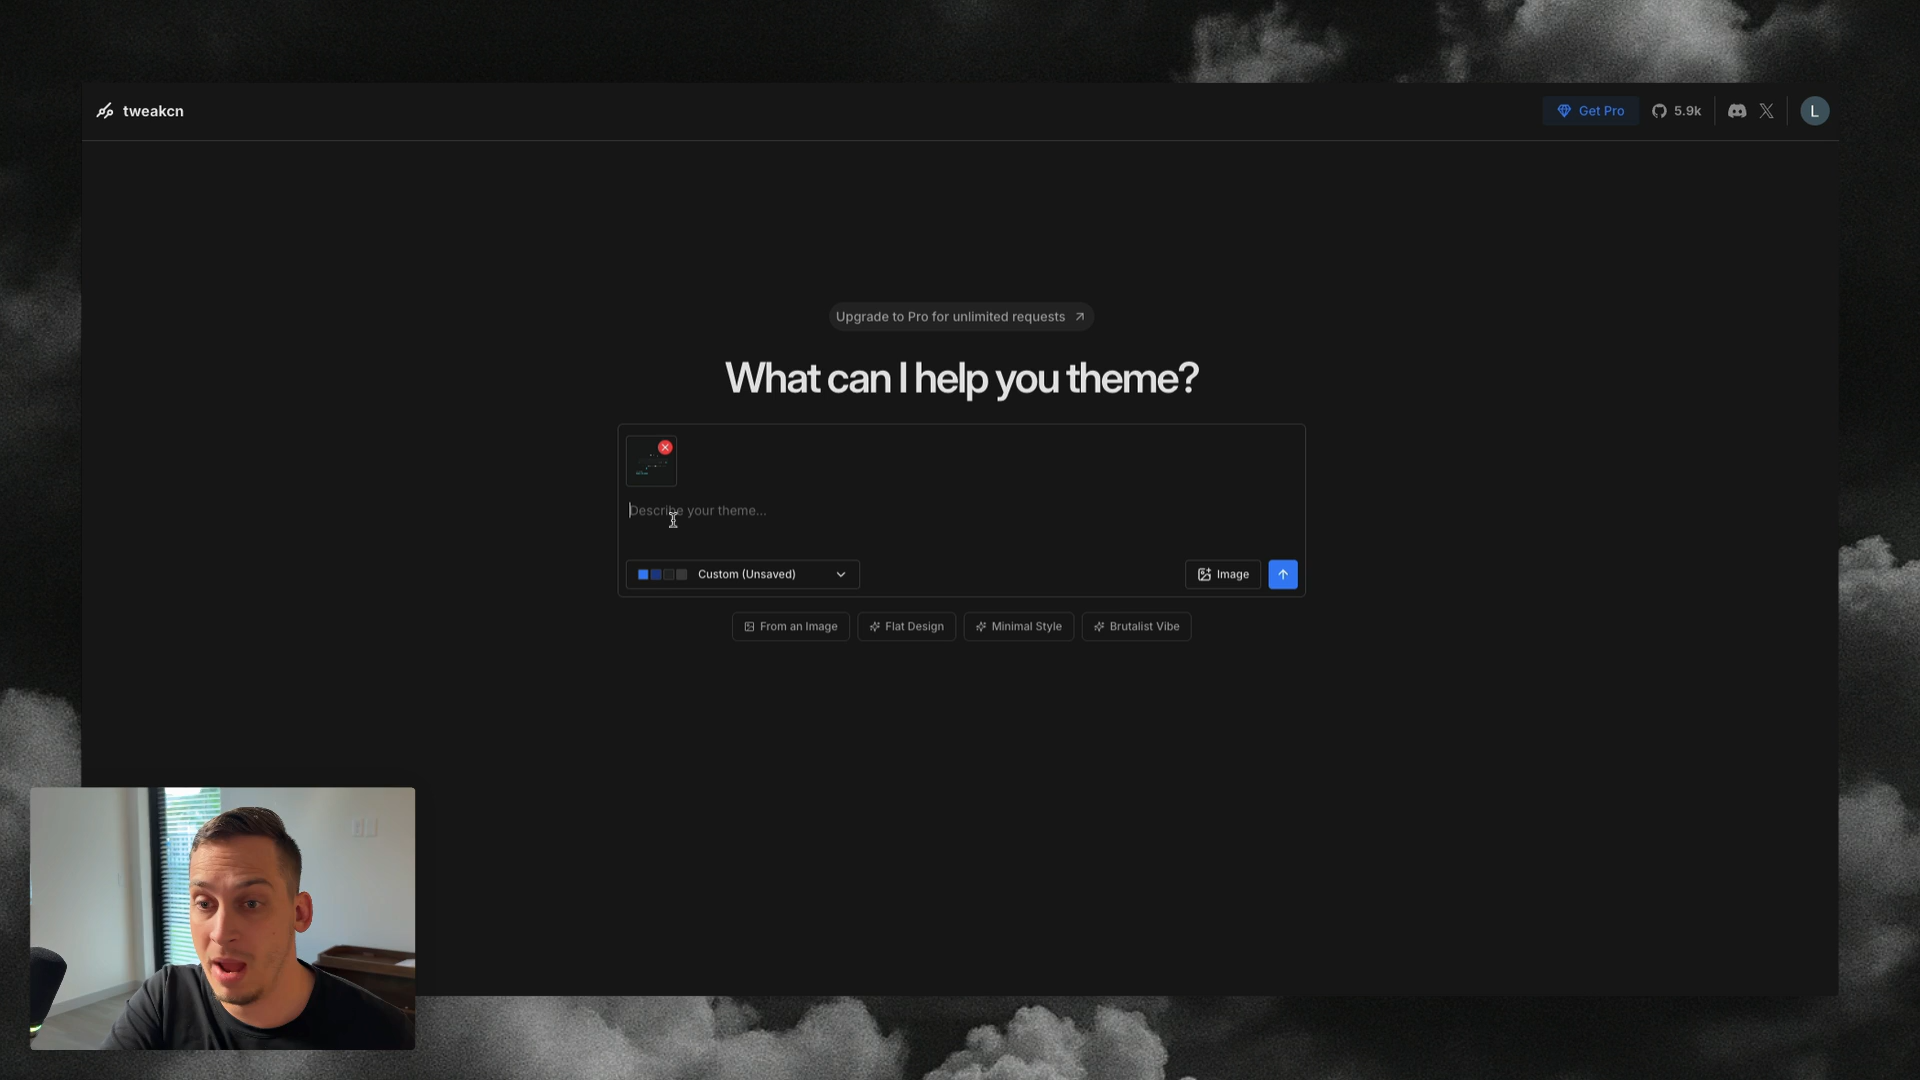 tweakcn
Get Pro
5.9k
L
Upgrade to Pro for unlimited requests
What can I help you theme?
Describe your theme...
Custom (Unsaved)
Image
From an Image
Flat Design
Minimal Style
Brutalist Vibe